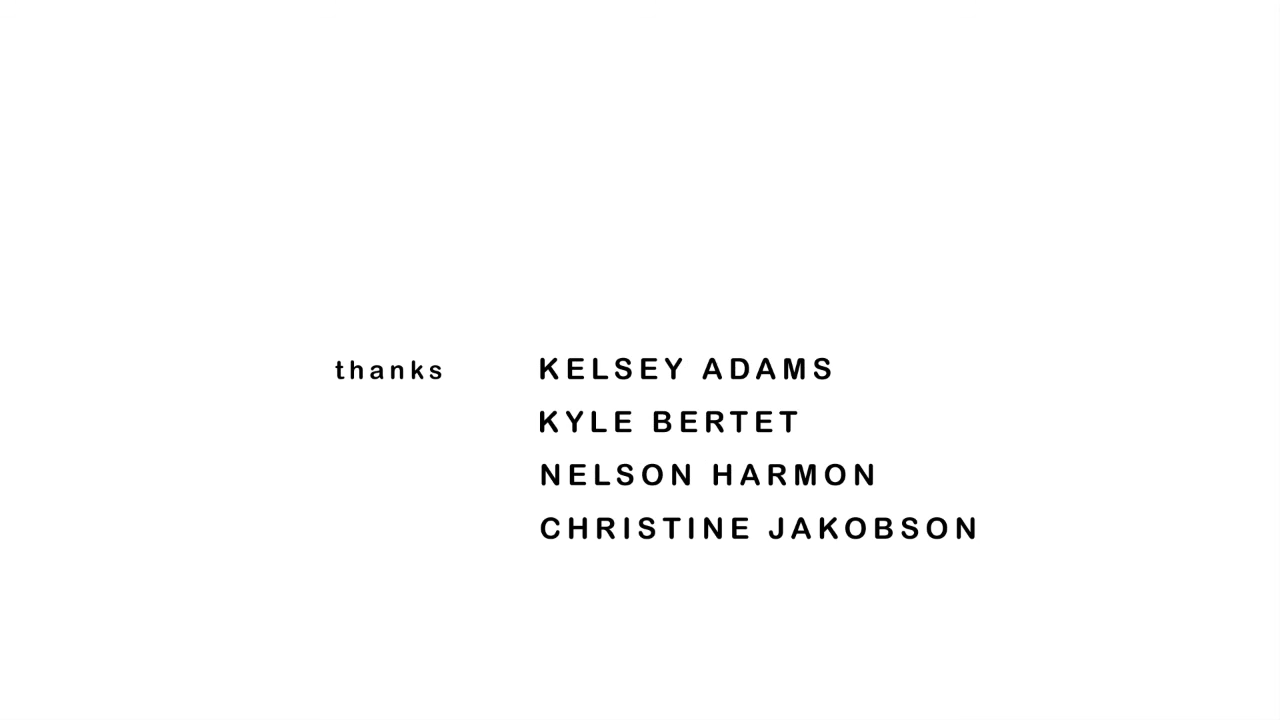 thanks KELSEY ADAMS
KYLE BERTET
NELSON HARMON
CHRISTINE JAKOBSON